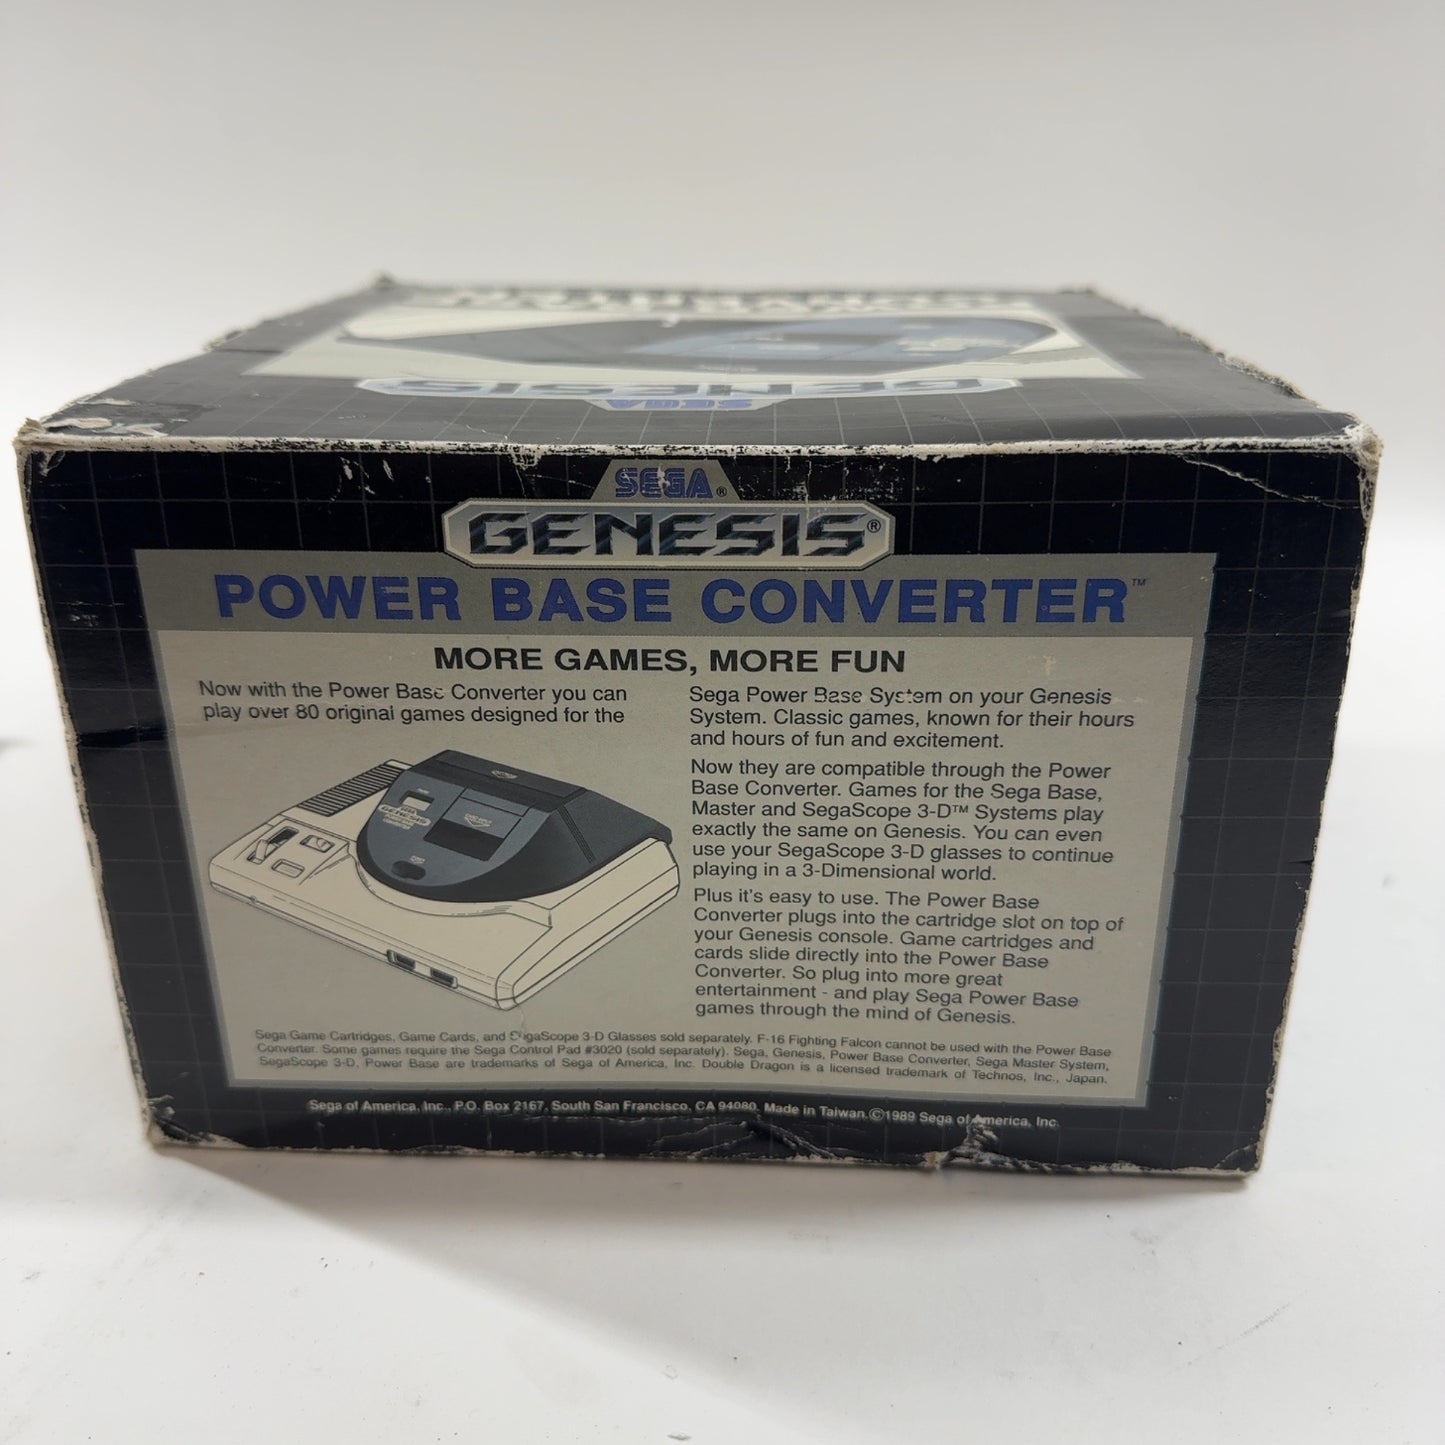 SEGA®
GENESIS®
POWER BASE CONVERTER™
MORE GAMES, MORE FUN
Now with the Power Base Converter you can
play over 80 original games designed for the
Sega Power Base System on your Genesis
System. Classic games, known for their hours
and hours of fun and excitement.
Now they are compatible through the Power
Base Converter. Games for the Sega Base,
Master and SegaScope 3-D™ Systems play
exactly the same on Genesis. You can even
use your SegaScope 3-D glasses to continue
playing in a 3-Dimensional world.
Plus it's easy to use. The Power Base
Converter plugs into the cartridge slot on top of
your Genesis console. Game cartridges and
cards slide directly into the Power Base
Converter. So plug into more great
entertainment - and play Sega Power Base
games through the mind of Genesis.
Sega Game Cartridges, Game Cards, and SegaScope 3-D Glasses sold separately. F-16 Fighting Falcon cannot be used with the Power Base
Converter. Some games require the Sega Control Pad #3020 (sold separately). Sega, Genesis, Power Base Converter, Sega Master System,
SegaScope 3-D, Power Base are trademarks of Sega of America, Inc. Double Dragon is a licensed trademark of Technos, Inc., Japan.
Sega of America, Inc., P.O. Box 2167, South San Francisco, CA 94080. Made in Taiwan. ©1989 Sega of America, Inc.
GENESIS
SEGA